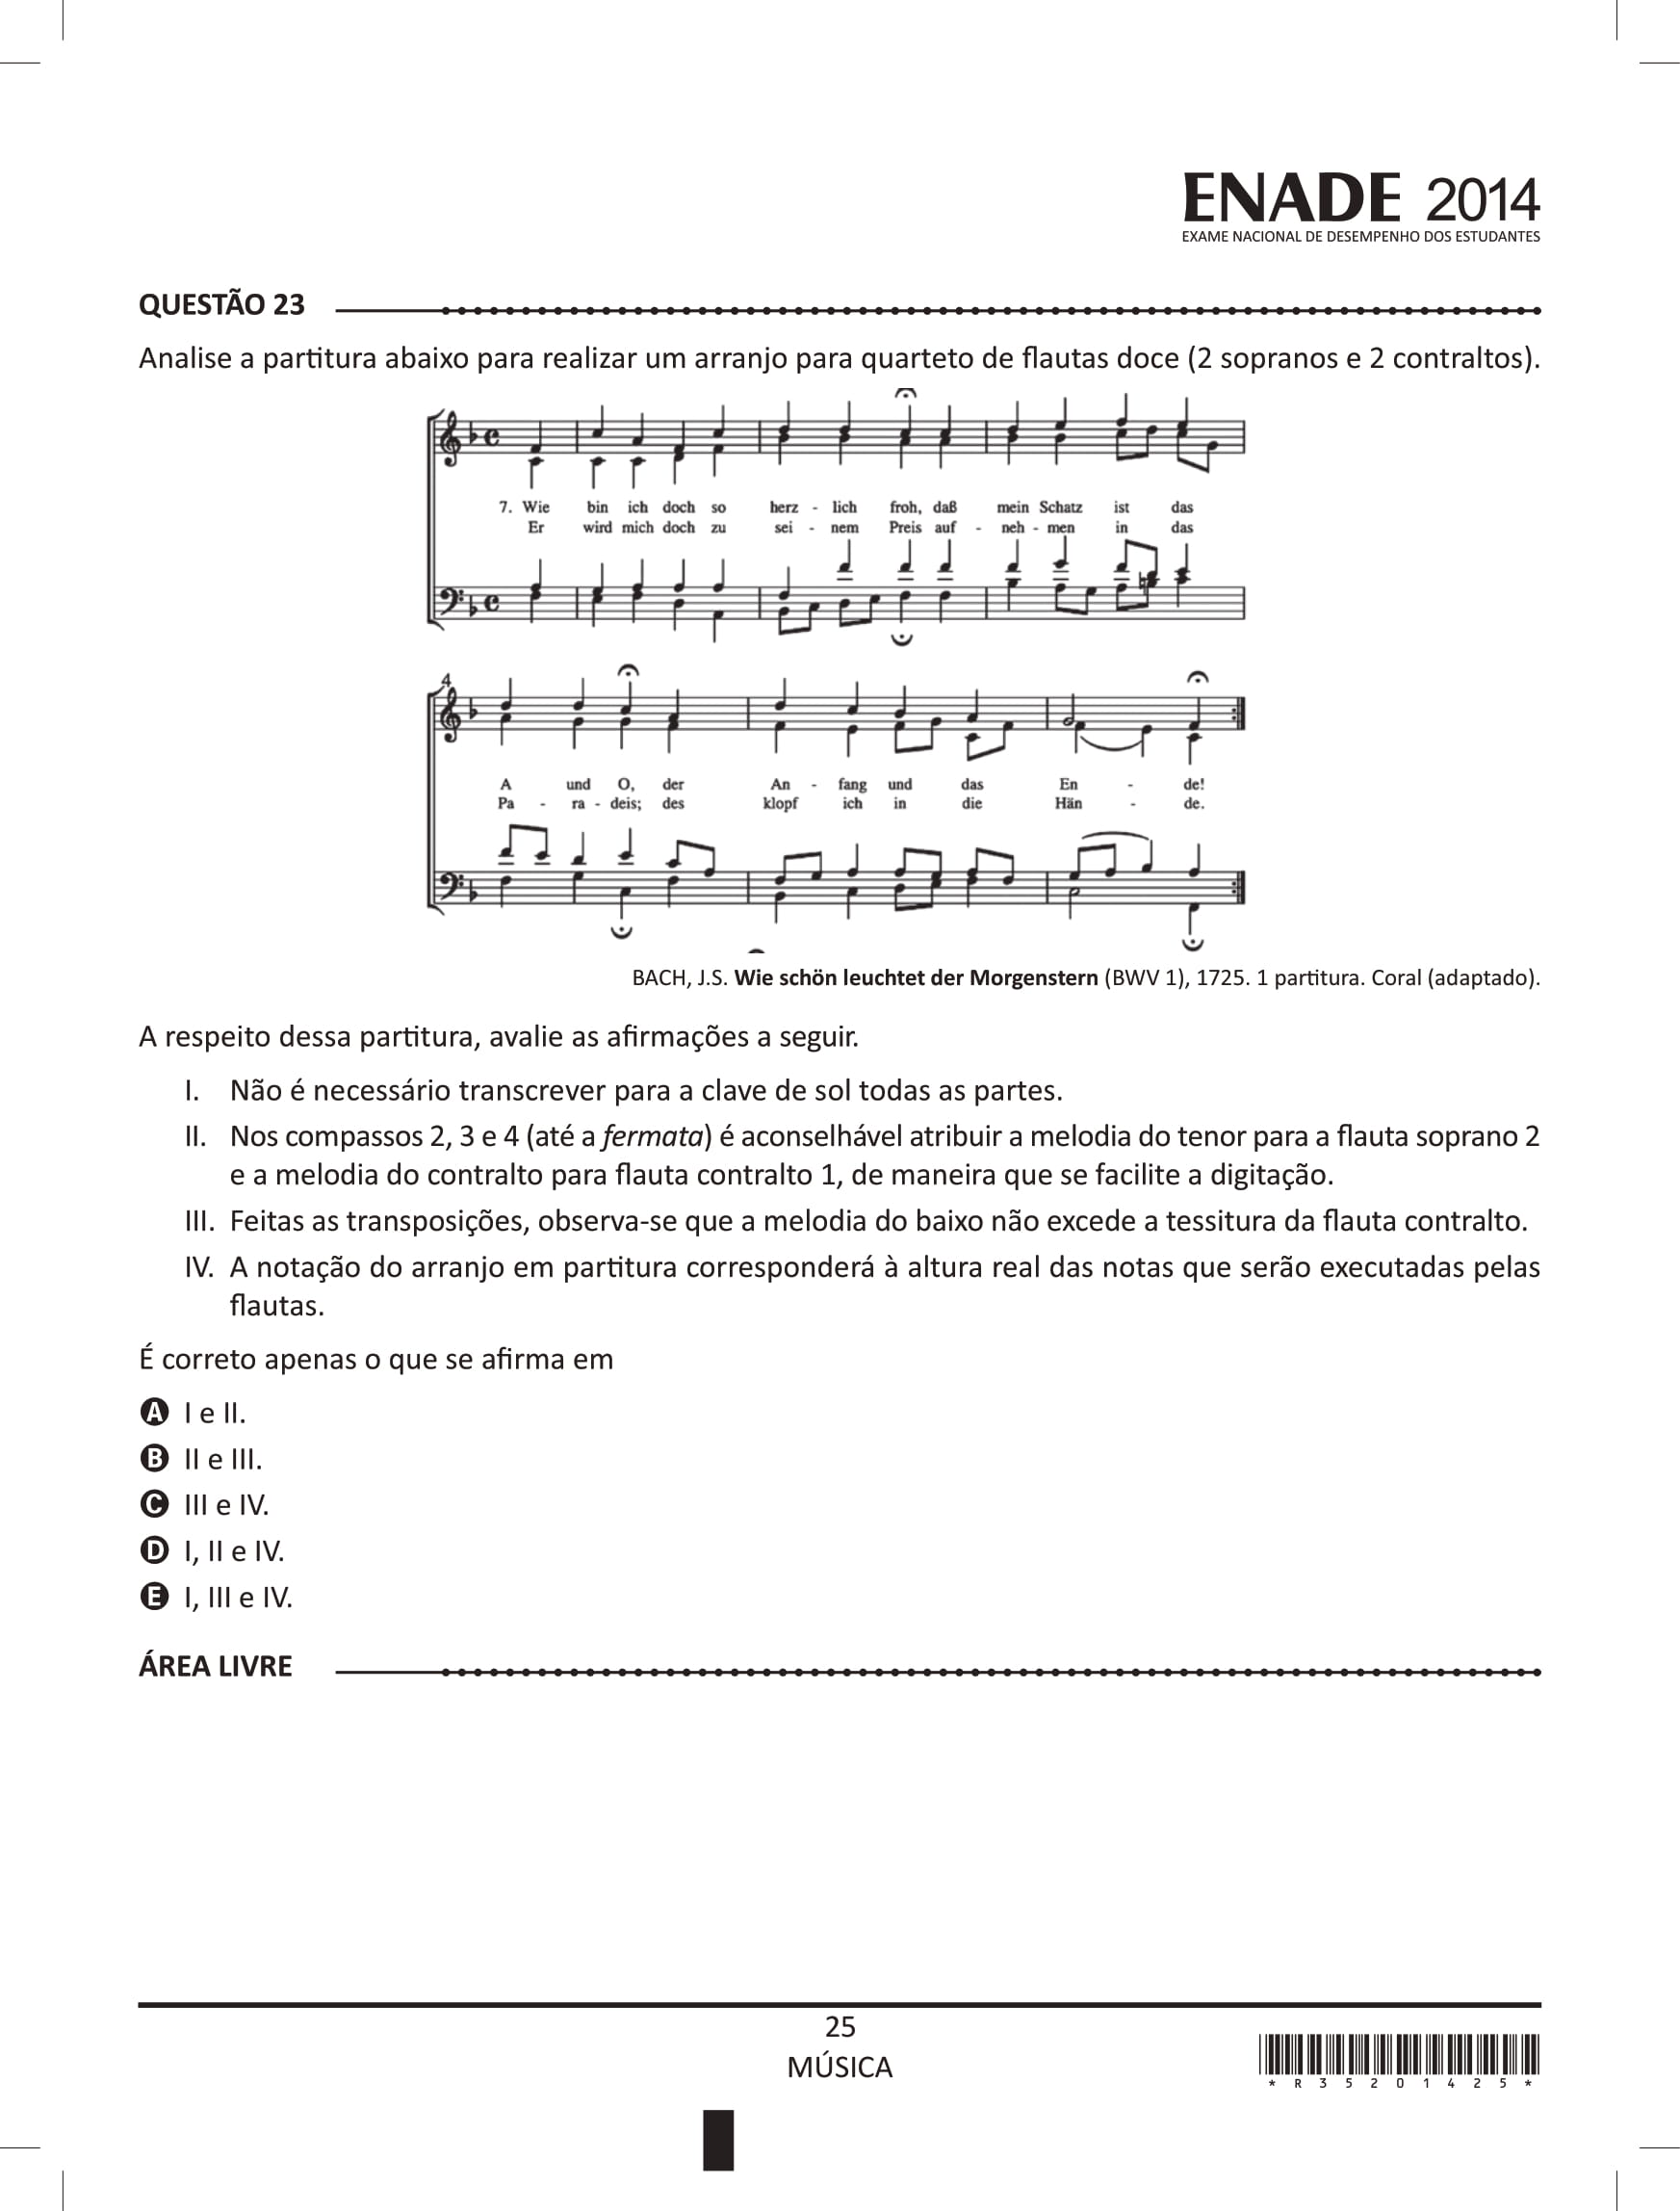 ENADE 2014
EXAME NACIONAL DE DESEMPENHO DOS ESTUDANTES
QUESTÃO 23
Analise a partitura abaixo para realizar um arranjo para quarteto de flautas doce (2 sopranos e 2 contraltos).
7. Wie bin ich doch so herz - lich froh, daß mein Schatz ist das
Er wird mich doch zu sei - nem Preis auf - neh - men in das
4
A und O, der An - fang und das En - de!
Pa - ra - deis; des klopf ich in die Hän - de.
BACH, J.S. Wie schön leuchtet der Morgenstern (BWV 1), 1725. 1 partitura. Coral (adaptado).
A respeito dessa partitura, avalie as afirmações a seguir.
I. Não é necessário transcrever para a clave de sol todas as partes.
II. Nos compassos 2, 3 e 4 (até a fermata) é aconselhável atribuir a melodia do tenor para a flauta soprano 2
e a melodia do contralto para flauta contralto 1, de maneira que se facilite a digitação.
III. Feitas as transposições, observa-se que a melodia do baixo não excede a tessitura da flauta contralto.
IV. A notação do arranjo em partitura corresponderá à altura real das notas que serão executadas pelas
flautas.
É correto apenas o que se afirma em
A I e II.
B II e III.
C III e IV.
D I, II e IV.
E I, III e IV.
ÁREA LIVRE
25
MÚSICA
* R 3 5 2 0 1 4 2 5 *